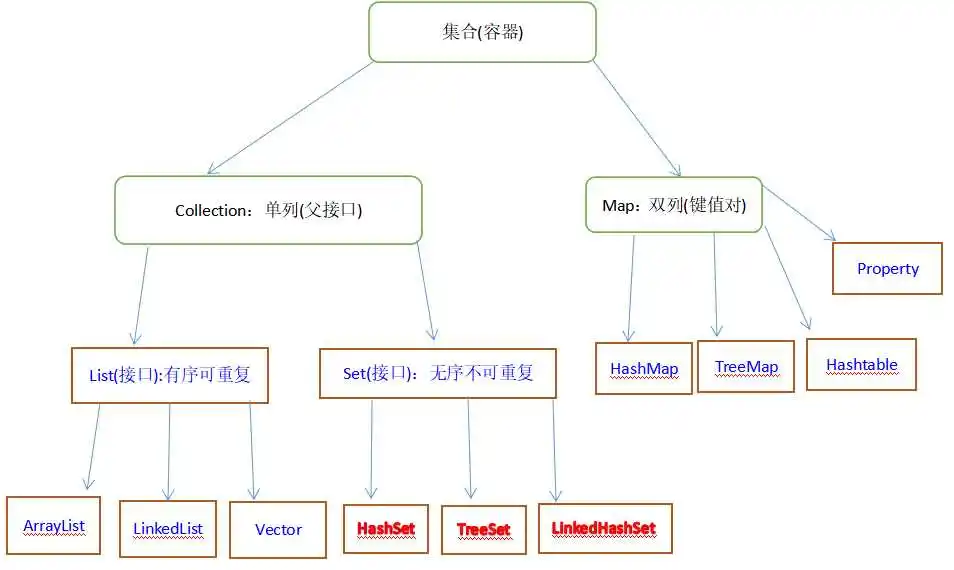 集合(容器)
Collection：单列(父接口)
Map：双列(键值对)
Property
List(接口):有序可重复
Set(接口)：无序不可重复
HashMap
TreeMap
Hashtable
ArrayList
LinkedList
Vector
HashSet
TreeSet
LinkedHashSet